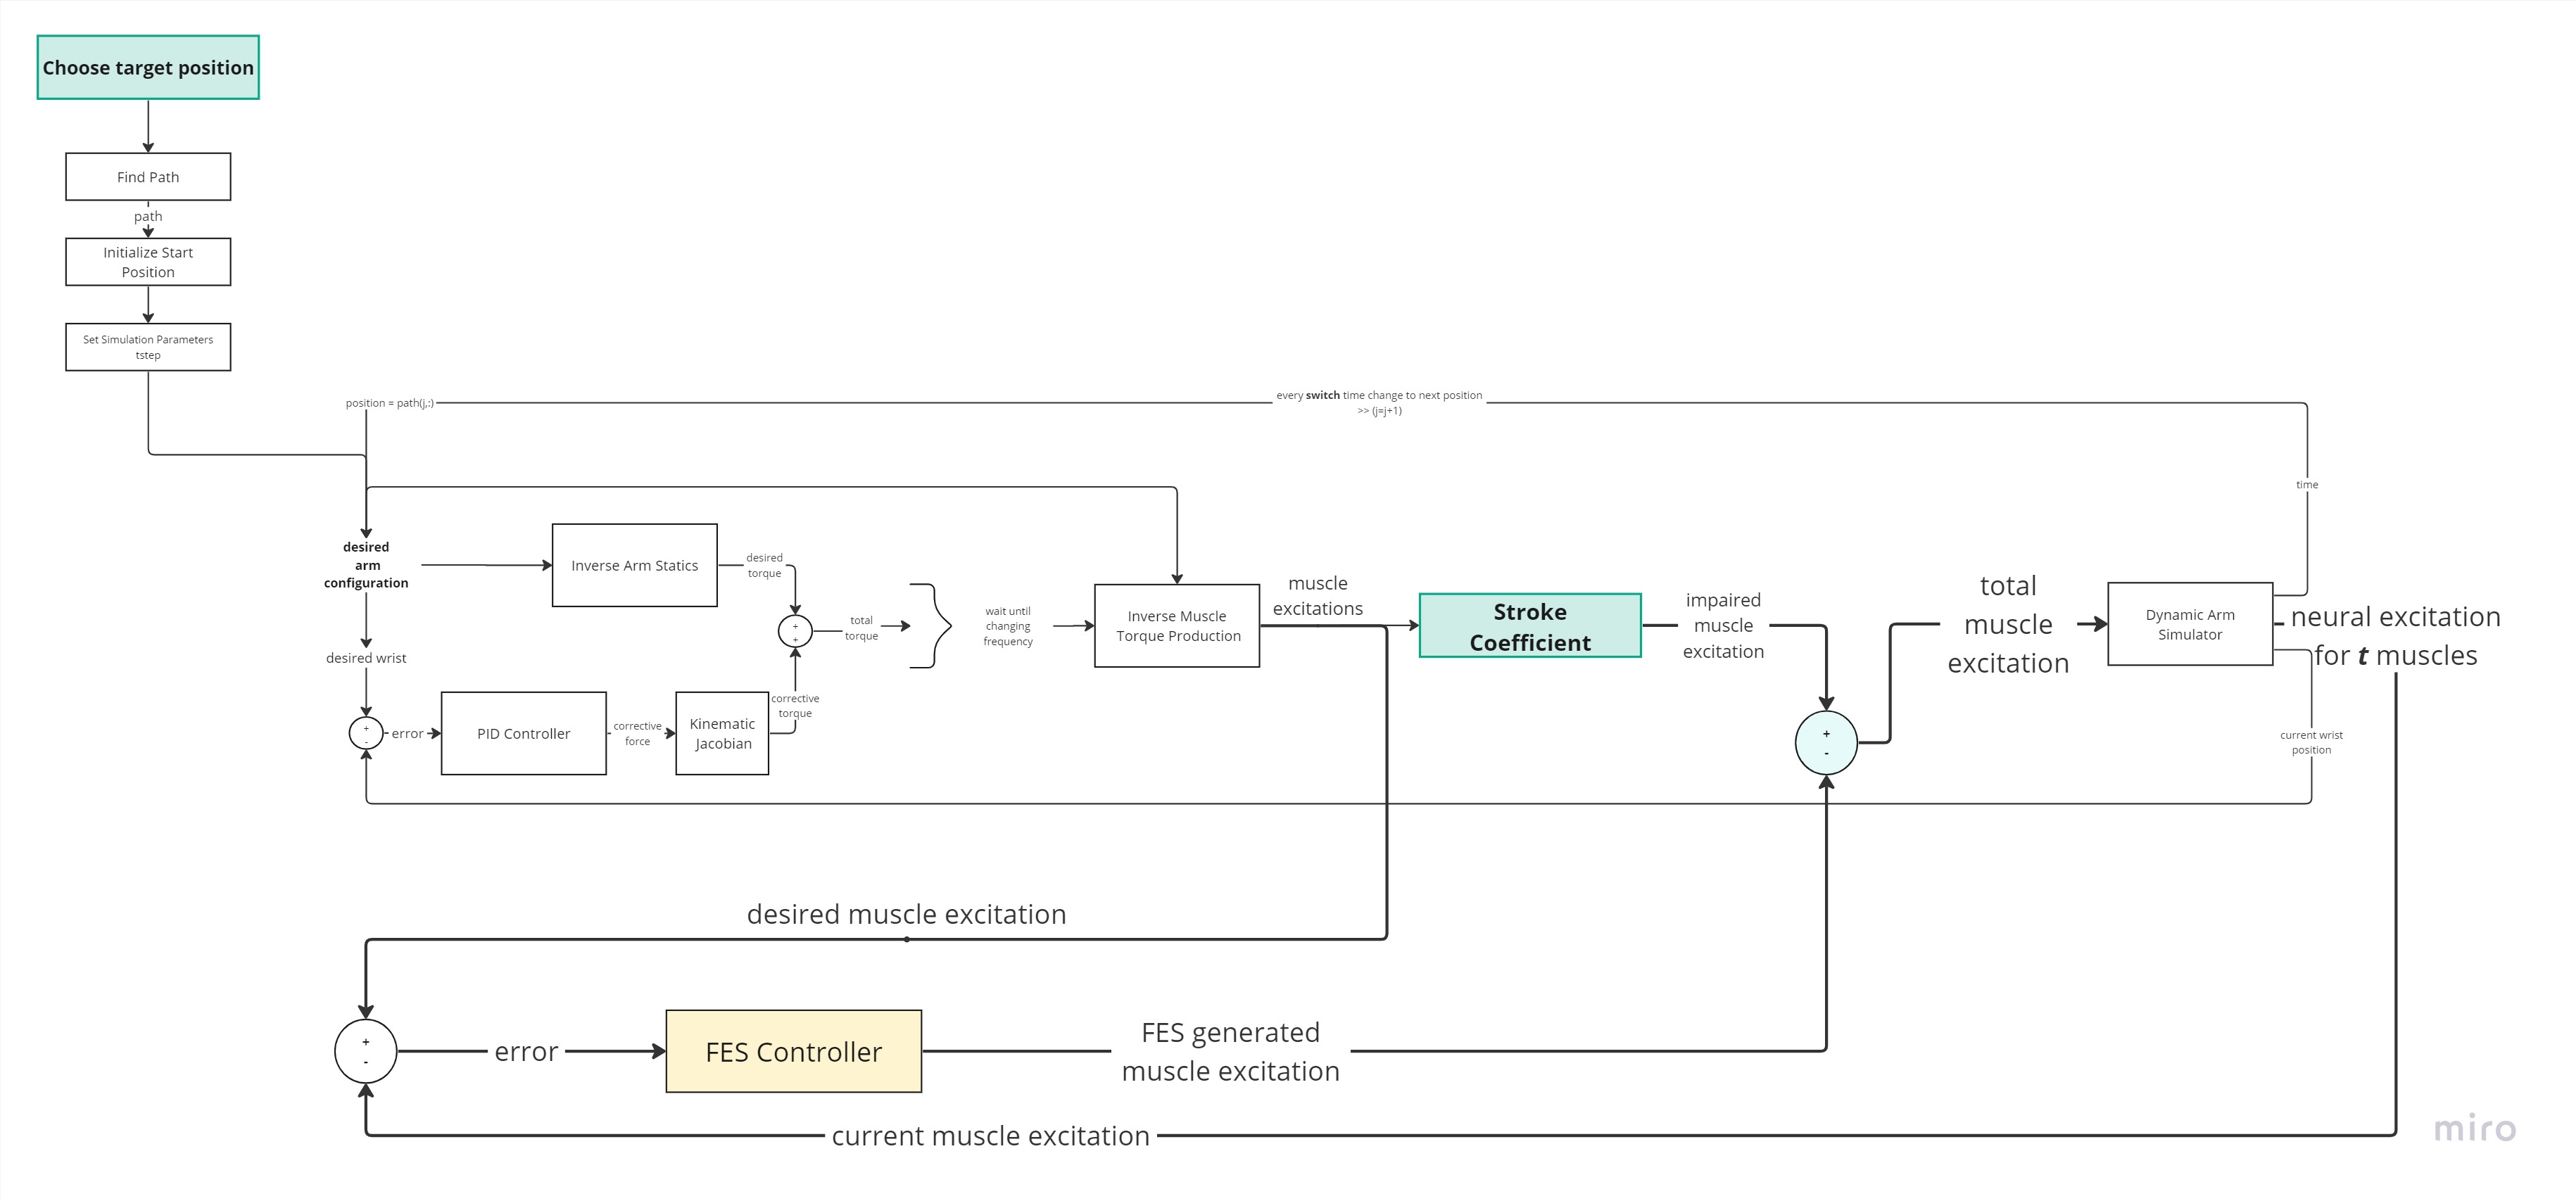 Choose target position
Find Path
path
Initialize Start
Position
Set Simulation Parameters
tstep
position = path(j,:)
every switch time change to next position
>> (j=j+1)
time
desired
arm
configuration
Inverse Arm Statics
desired
torque
+
+
total
torque
wait until
changing
frequency
Inverse Muscle
Torque Production
muscle
excitations
Stroke
Coefficient
impaired
muscle
excitation
total
muscle
excitation
Dynamic Arm
Simulator
neural excitation
for t muscles
desired wrist
+
-
error
PID Controller
corrective
force
Kinematic
Jacobian
corrective
torque
+
-
current wrist
position
desired muscle excitation
+
-
error
FES Controller
FES generated
muscle excitation
current muscle excitation
miro